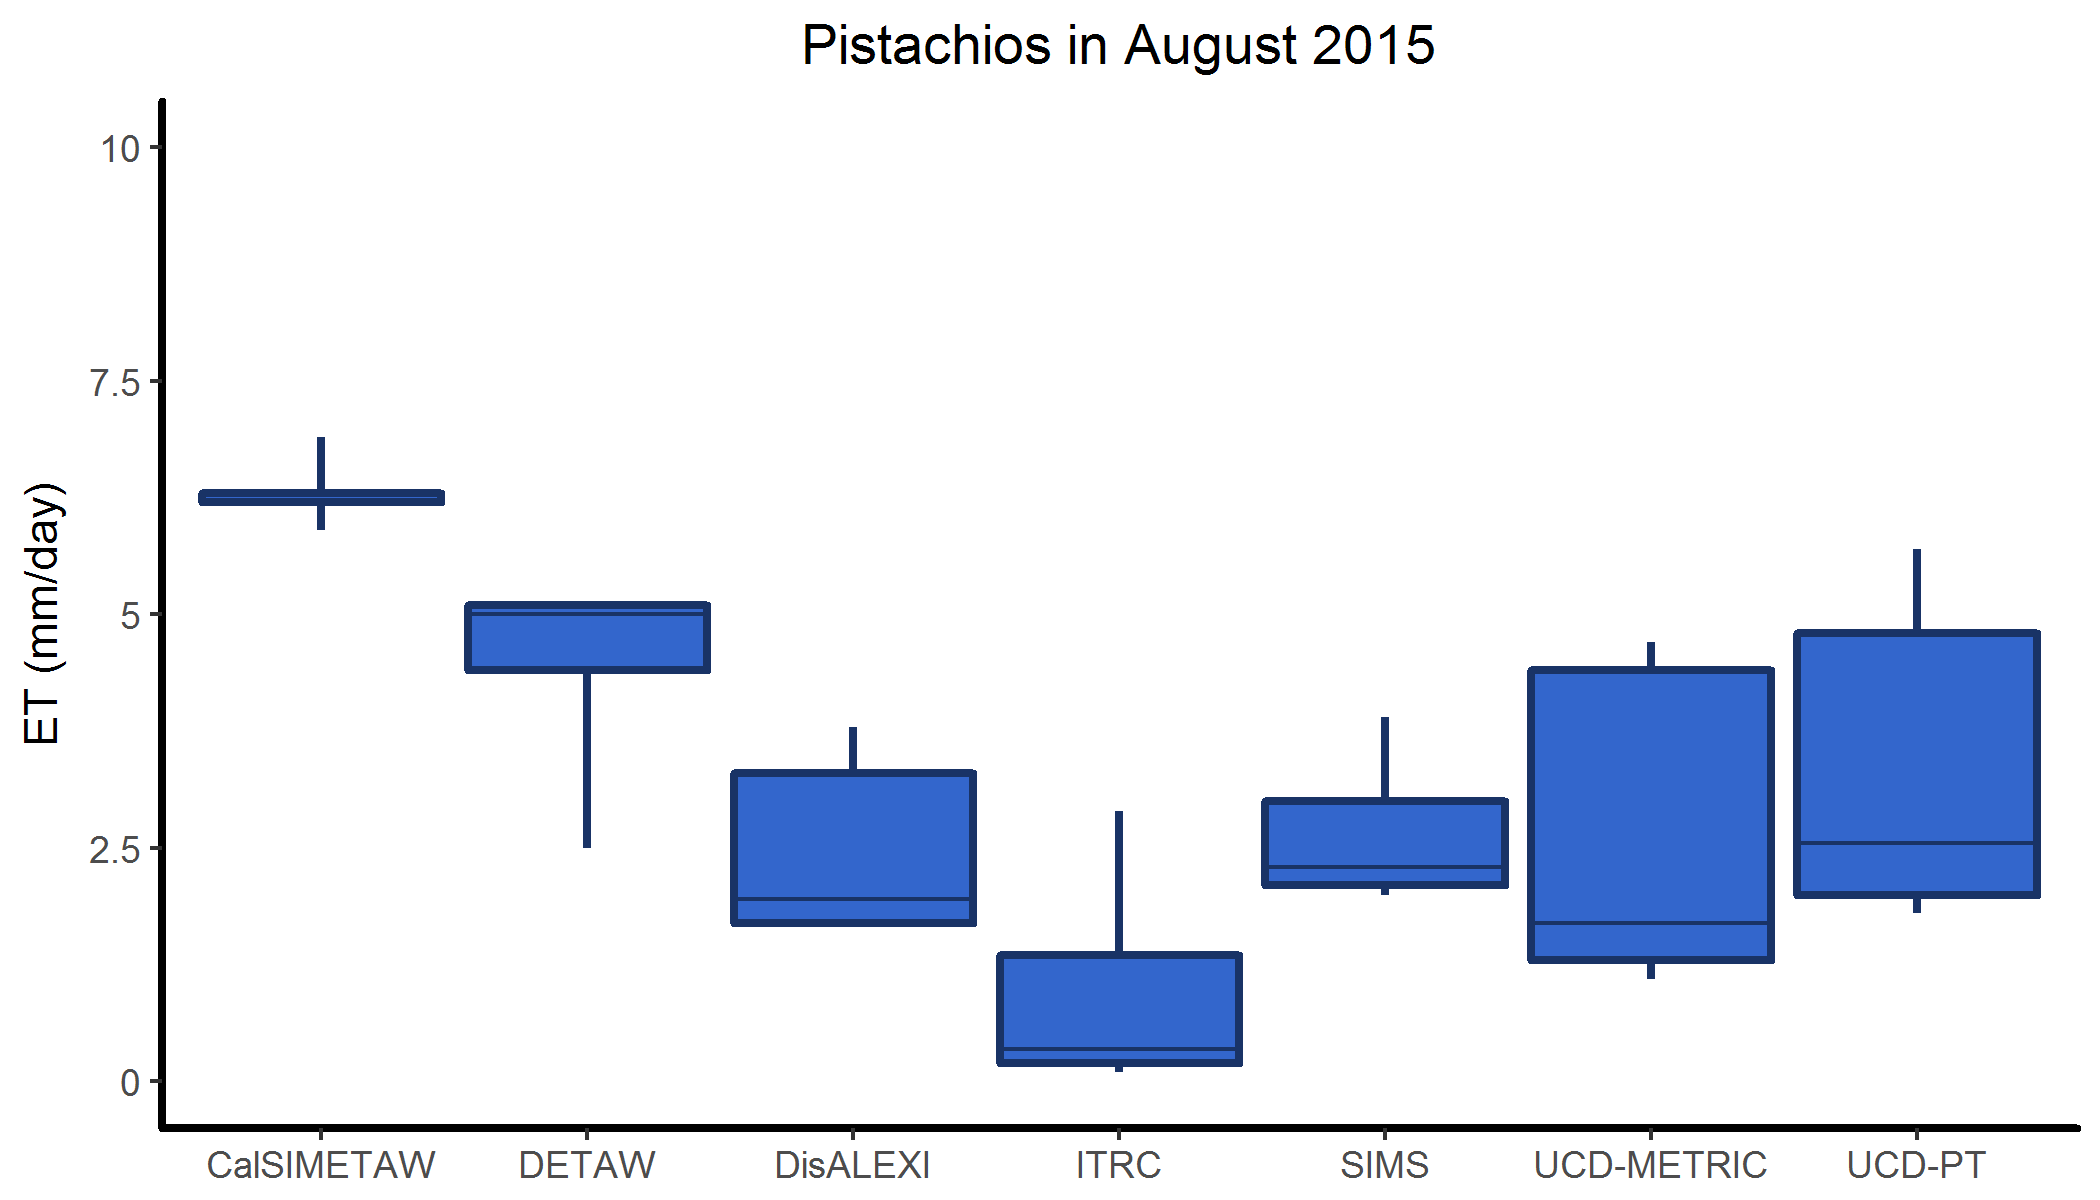 Pistachios in August 2015
ET (mm/day)
10
7.5
5
2.5
0
CalSIMETAW
DETAW
DisALEXI
ITRC
SIMS
UCD-METRIC
UCD-PT